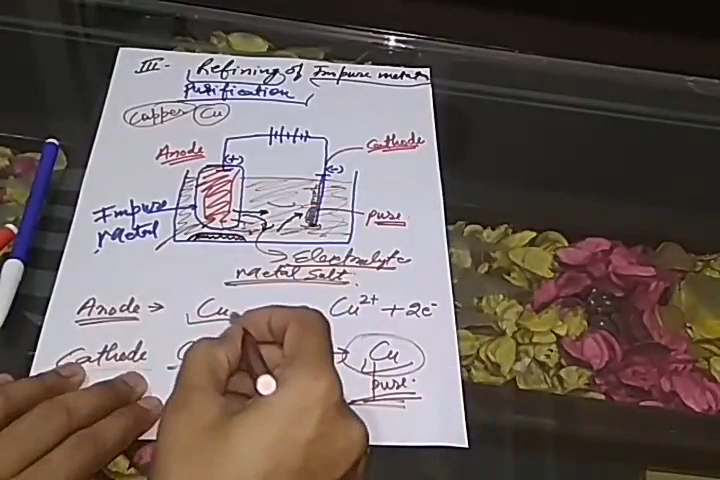 III- Refining of Impure metals
Purification
Copper Cu
Anode (+)
Cathode
(-)
Impure
Metal
pure
Electrolyte
Metal Salt.
Anode → Cu Cu2+ + 2e-
Cathode → Cu
pure.